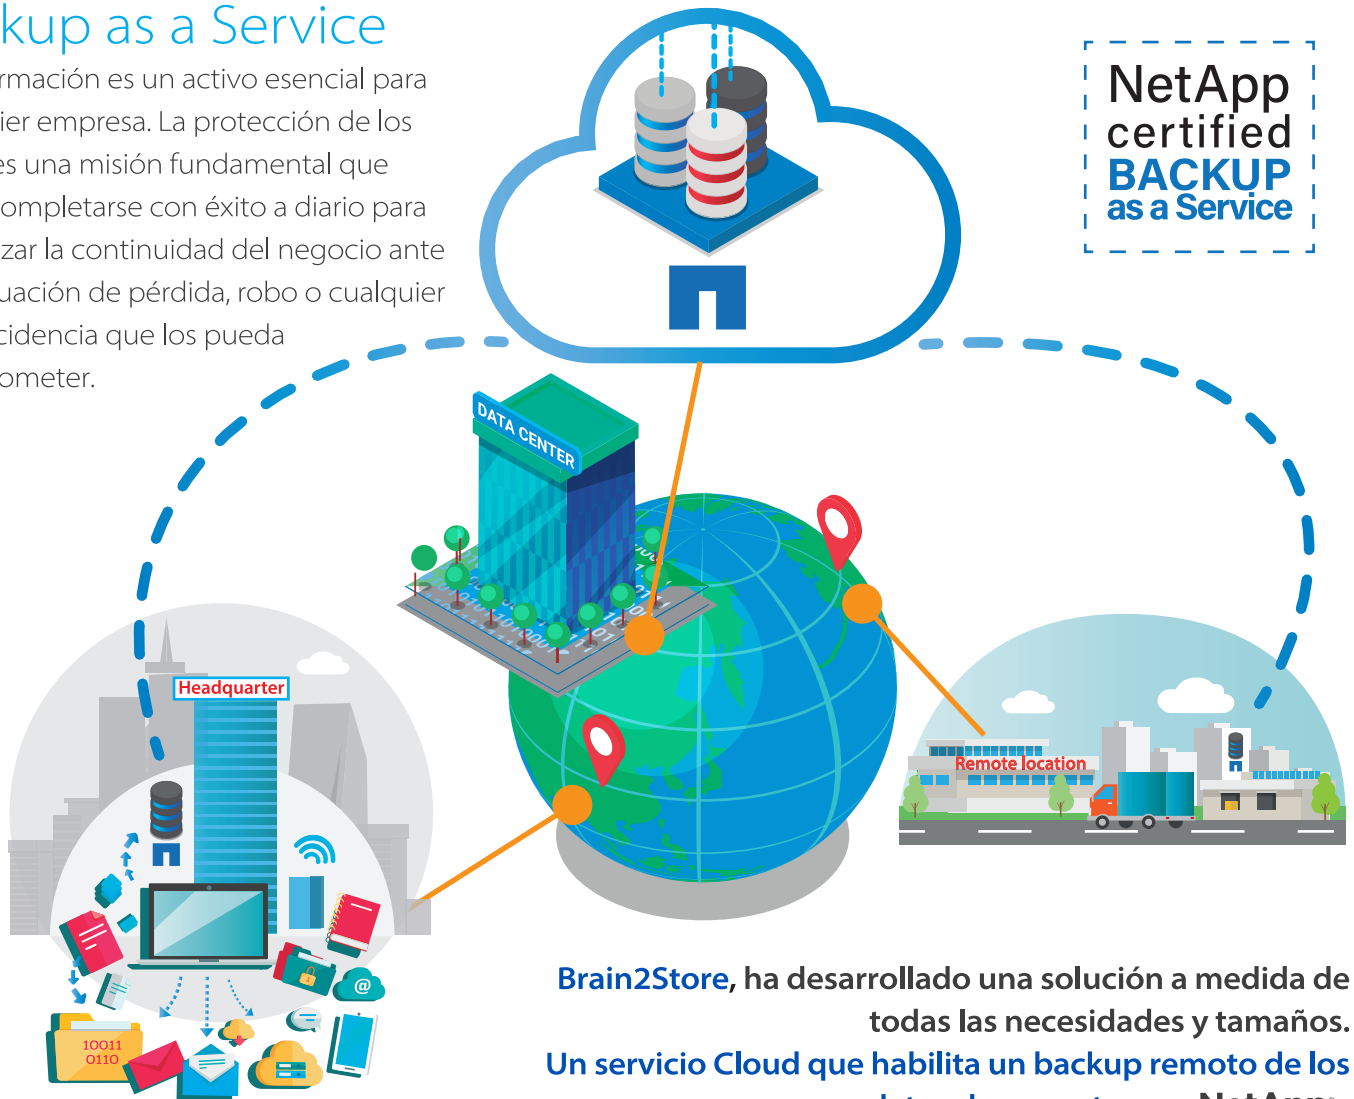 kup as a Service
rmación es un activo esencial para
ier empresa. La protección de los
es una misión fundamental que
ompletarse con éxito a diario para
zar la continuidad del negocio ante
uación de pérdida, robo o cualquier
cidencia que los pueda
ometer.
NetApp
certified
BACKUP
as a Service
DATA CENTER
Headquarter
Remote location
@
10011
0110
Brain2Store, ha desarrollado una solución a medida de
todas las necesidades y tamaños.
Un servicio Cloud que habilita un backup remoto de los
NetApp